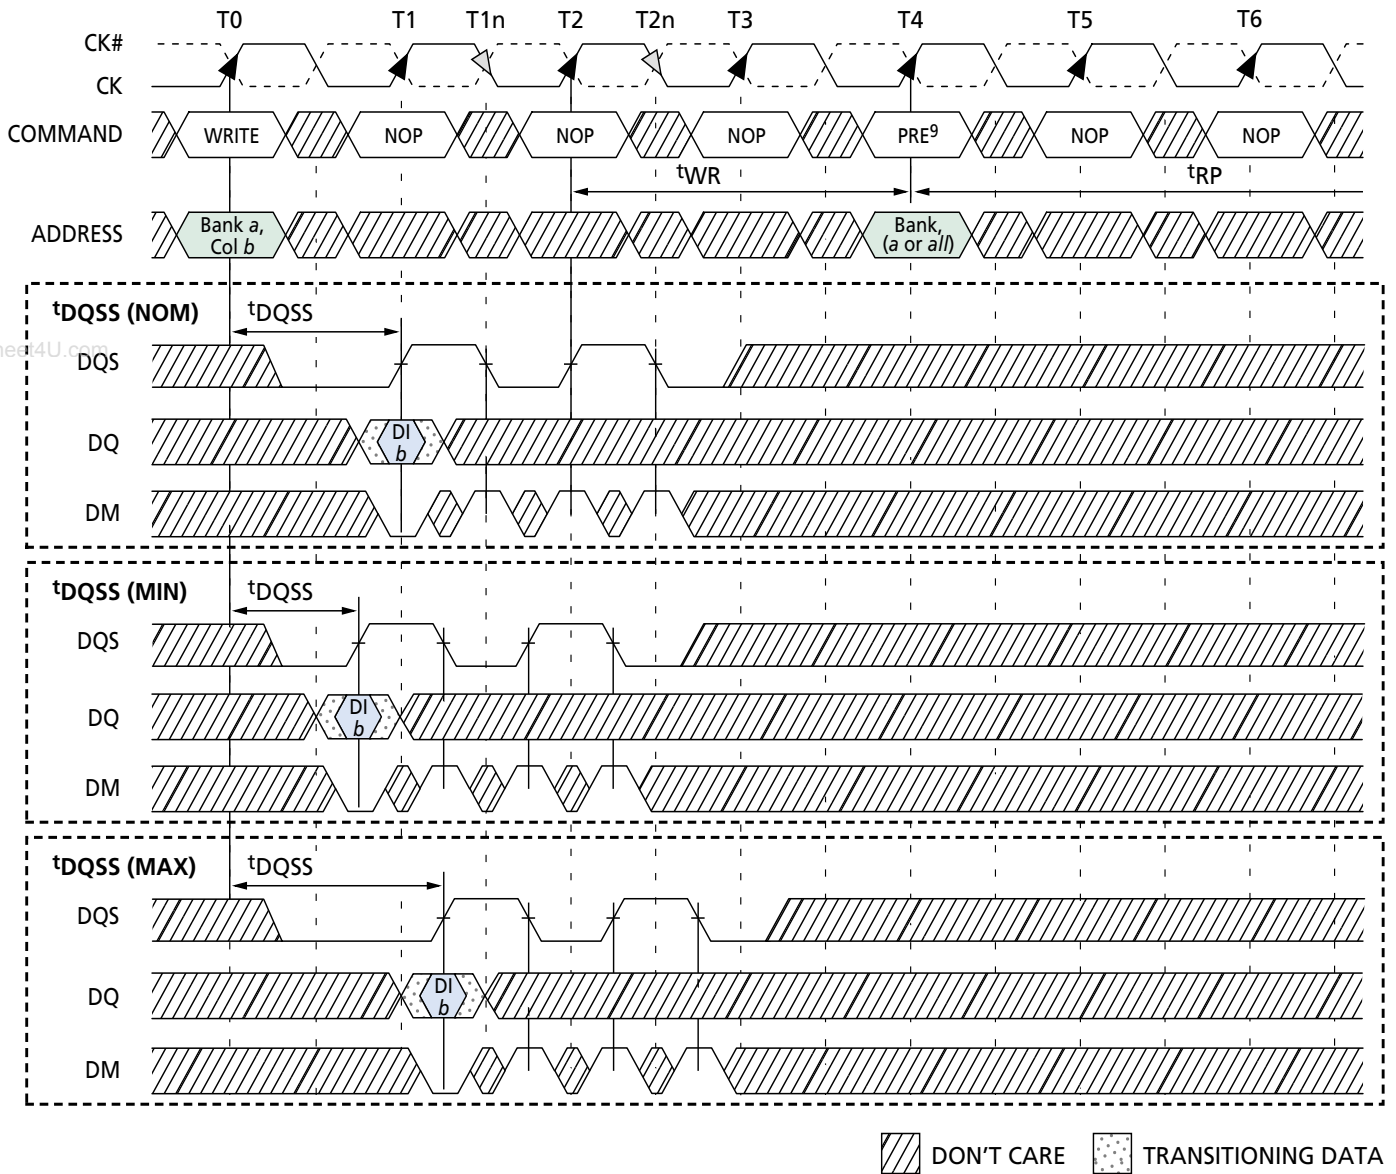 T0 T1 T1n T2 T2n T3 T4 T5 T6
CK#
CK
COMMAND WRITE NOP NOP NOP PRE9 NOP NOP
tWR tRP
ADDRESS Bank a, Col b Bank, (a or all)
tDQSS (NOM) tDQSS
heet4U.com
DQS
DQ DI b
DM
tDQSS (MIN) tDQSS
DQS
DQ DI b
DM
tDQSS (MAX) tDQSS
DQS
DQ DI b
DM
DON'T CARE TRANSITIONING DATA